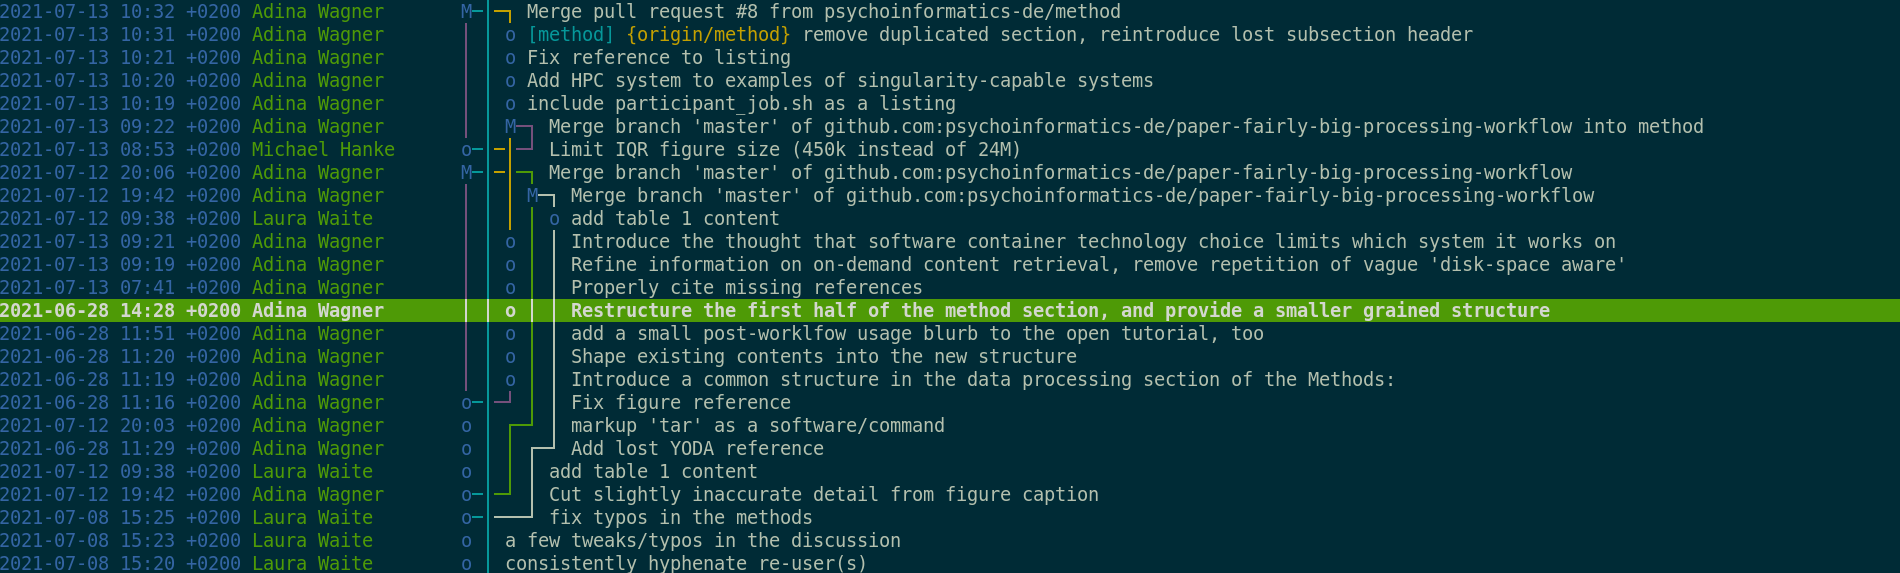 2021-07-13 10:32 +0200 Adina Wagner M Merge pull request #8 from psychoinformatics-de/method
2021-07-13 10:31 +0200 Adina Wagner o [method] {origin/method} remove duplicated section, reintroduce lost subsection header
2021-07-13 10:21 +0200 Adina Wagner o Fix reference to listing
2021-07-13 10:20 +0200 Adina Wagner o Add HPC system to examples of singularity-capable systems
2021-07-13 10:19 +0200 Adina Wagner o include participant_job.sh as a listing
2021-07-13 09:22 +0200 Adina Wagner M Merge branch 'master' of github.com:psychoinformatics-de/paper-fairly-big-processing-workflow into method
2021-07-13 08:53 +0200 Michael Hanke o Limit IQR figure size (450k instead of 24M)
2021-07-12 20:06 +0200 Adina Wagner M Merge branch 'master' of github.com:psychoinformatics-de/paper-fairly-big-processing-workflow
2021-07-12 19:42 +0200 Adina Wagner M Merge branch 'master' of github.com:psychoinformatics-de/paper-fairly-big-processing-workflow
2021-07-12 09:38 +0200 Laura Waite o add table 1 content
2021-07-13 09:21 +0200 Adina Wagner o Introduce the thought that software container technology choice limits which system it works on
2021-07-13 09:19 +0200 Adina Wagner o Refine information on on-demand content retrieval, remove repetition of vague 'disk-space aware'
2021-07-13 07:41 +0200 Adina Wagner o Properly cite missing references
2021-06-28 14:28 +0200 Adina Wagner o Restructure the first half of the method section, and provide a smaller grained structure
2021-06-28 11:51 +0200 Adina Wagner o add a small post-worklfow usage blurb to the open tutorial, too
2021-06-28 11:20 +0200 Adina Wagner o Shape existing contents into the new structure
2021-06-28 11:19 +0200 Adina Wagner o Introduce a common structure in the data processing section of the Methods:
2021-06-28 11:16 +0200 Adina Wagner o Fix figure reference
2021-07-12 20:03 +0200 Adina Wagner o markup 'tar' as a software/command
2021-06-28 11:29 +0200 Adina Wagner o Add lost YODA reference
2021-07-12 09:38 +0200 Laura Waite o add table 1 content
2021-07-12 19:42 +0200 Adina Wagner o Cut slightly inaccurate detail from figure caption
2021-07-08 15:25 +0200 Laura Waite o fix typos in the methods
2021-07-08 15:23 +0200 Laura Waite o a few tweaks/typos in the discussion
2021-07-08 15:20 +0200 Laura Waite o consistently hyphenate re-user(s)